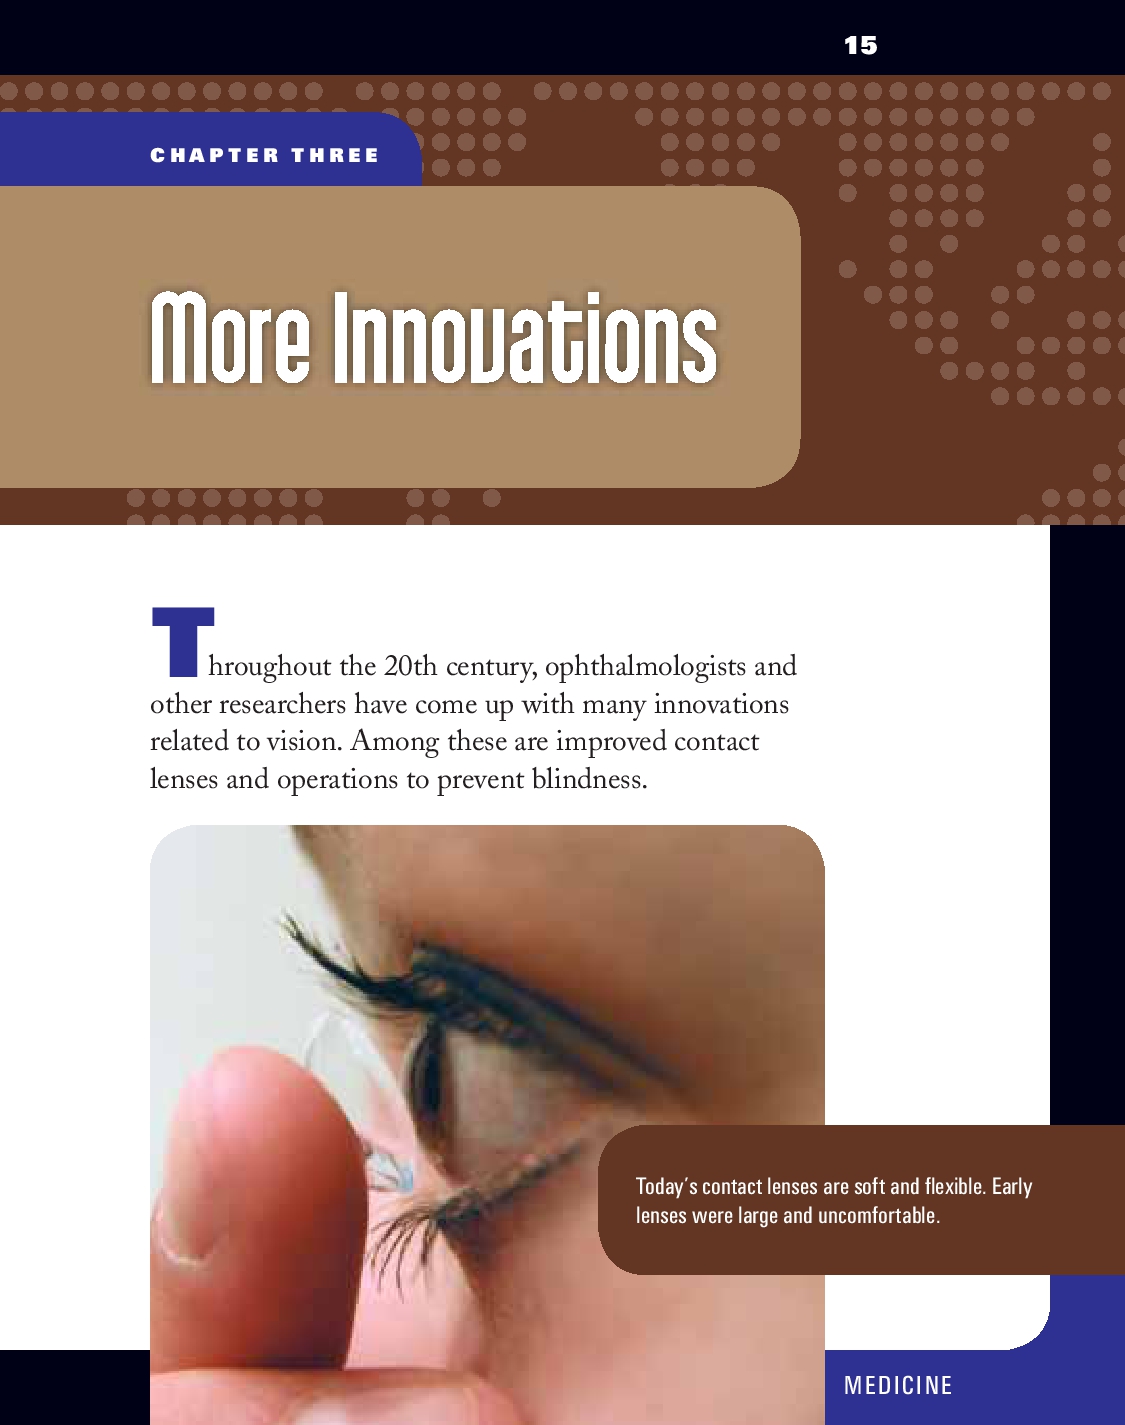 15
CHAPTER THREE
More Innovations
Throughout the 20th century, ophthalmologists and
other researchers have come up with many innovations
related to vision. Among these are improved contact
lenses and operations to prevent blindness.
Today's contact lenses are soft and flexible. Early
lenses were large and uncomfortable.
MEDICINE